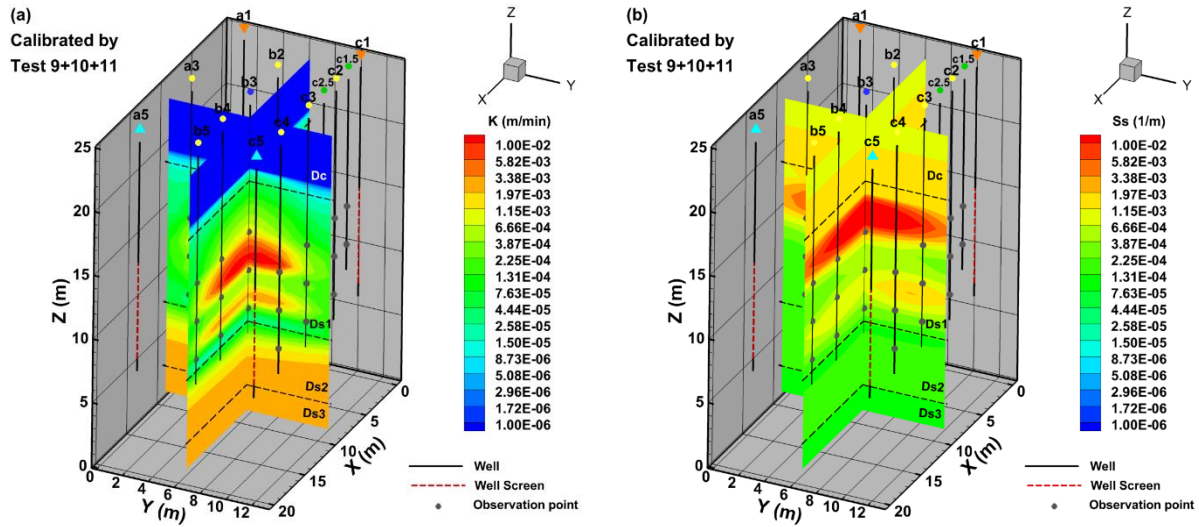 (a)
Calibrated by
Test 9+10+11
a1
c1
c1.5
b2
c2
c2.5
a3
b3
c3
b4
c4
a5
b5
c5
Z
Y
X
K (m/min)
1.00E-02
5.82E-03
3.38E-03
1.97E-03
1.15E-03
6.66E-04
3.87E-04
2.25E-04
1.31E-04
7.63E-05
4.44E-05
2.58E-05
1.50E-05
8.73E-06
5.08E-06
2.96E-06
1.72E-06
1.00E-06
Dc
Ds1
Ds2
Ds3
25
20
15
10
5
0
Z (m)
0 2 4 6 8 10 12
Y (m)
0
5
10
15
20
X (m)
Well
Well Screen
Observation point
(b)
Calibrated by
Test 9+10+11
a1
c1
c1.5
b2
c2
c2.5
a3
b3
c3
b4
c4
a5
b5
c5
Z
Y
X
Ss (1/m)
1.00E-02
5.82E-03
3.38E-03
1.97E-03
1.15E-03
6.66E-04
3.87E-04
2.25E-04
1.31E-04
7.63E-05
4.44E-05
2.58E-05
1.50E-05
8.73E-06
5.08E-06
2.96E-06
1.72E-06
1.00E-06
Dc
Ds1
Ds2
Ds3
25
20
15
10
5
0
Z (m)
0 2 4 6 8 10 12
Y (m)
0
5
10
15
20
X (m)
Well
Well Screen
Observation point